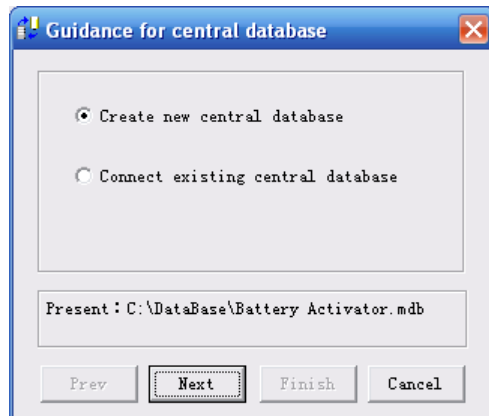 Guidance for central database
Create new central database
Connect existing central database
Present：C:\DataBase\Battery Activator.mdb
Prev Next Finish Cancel